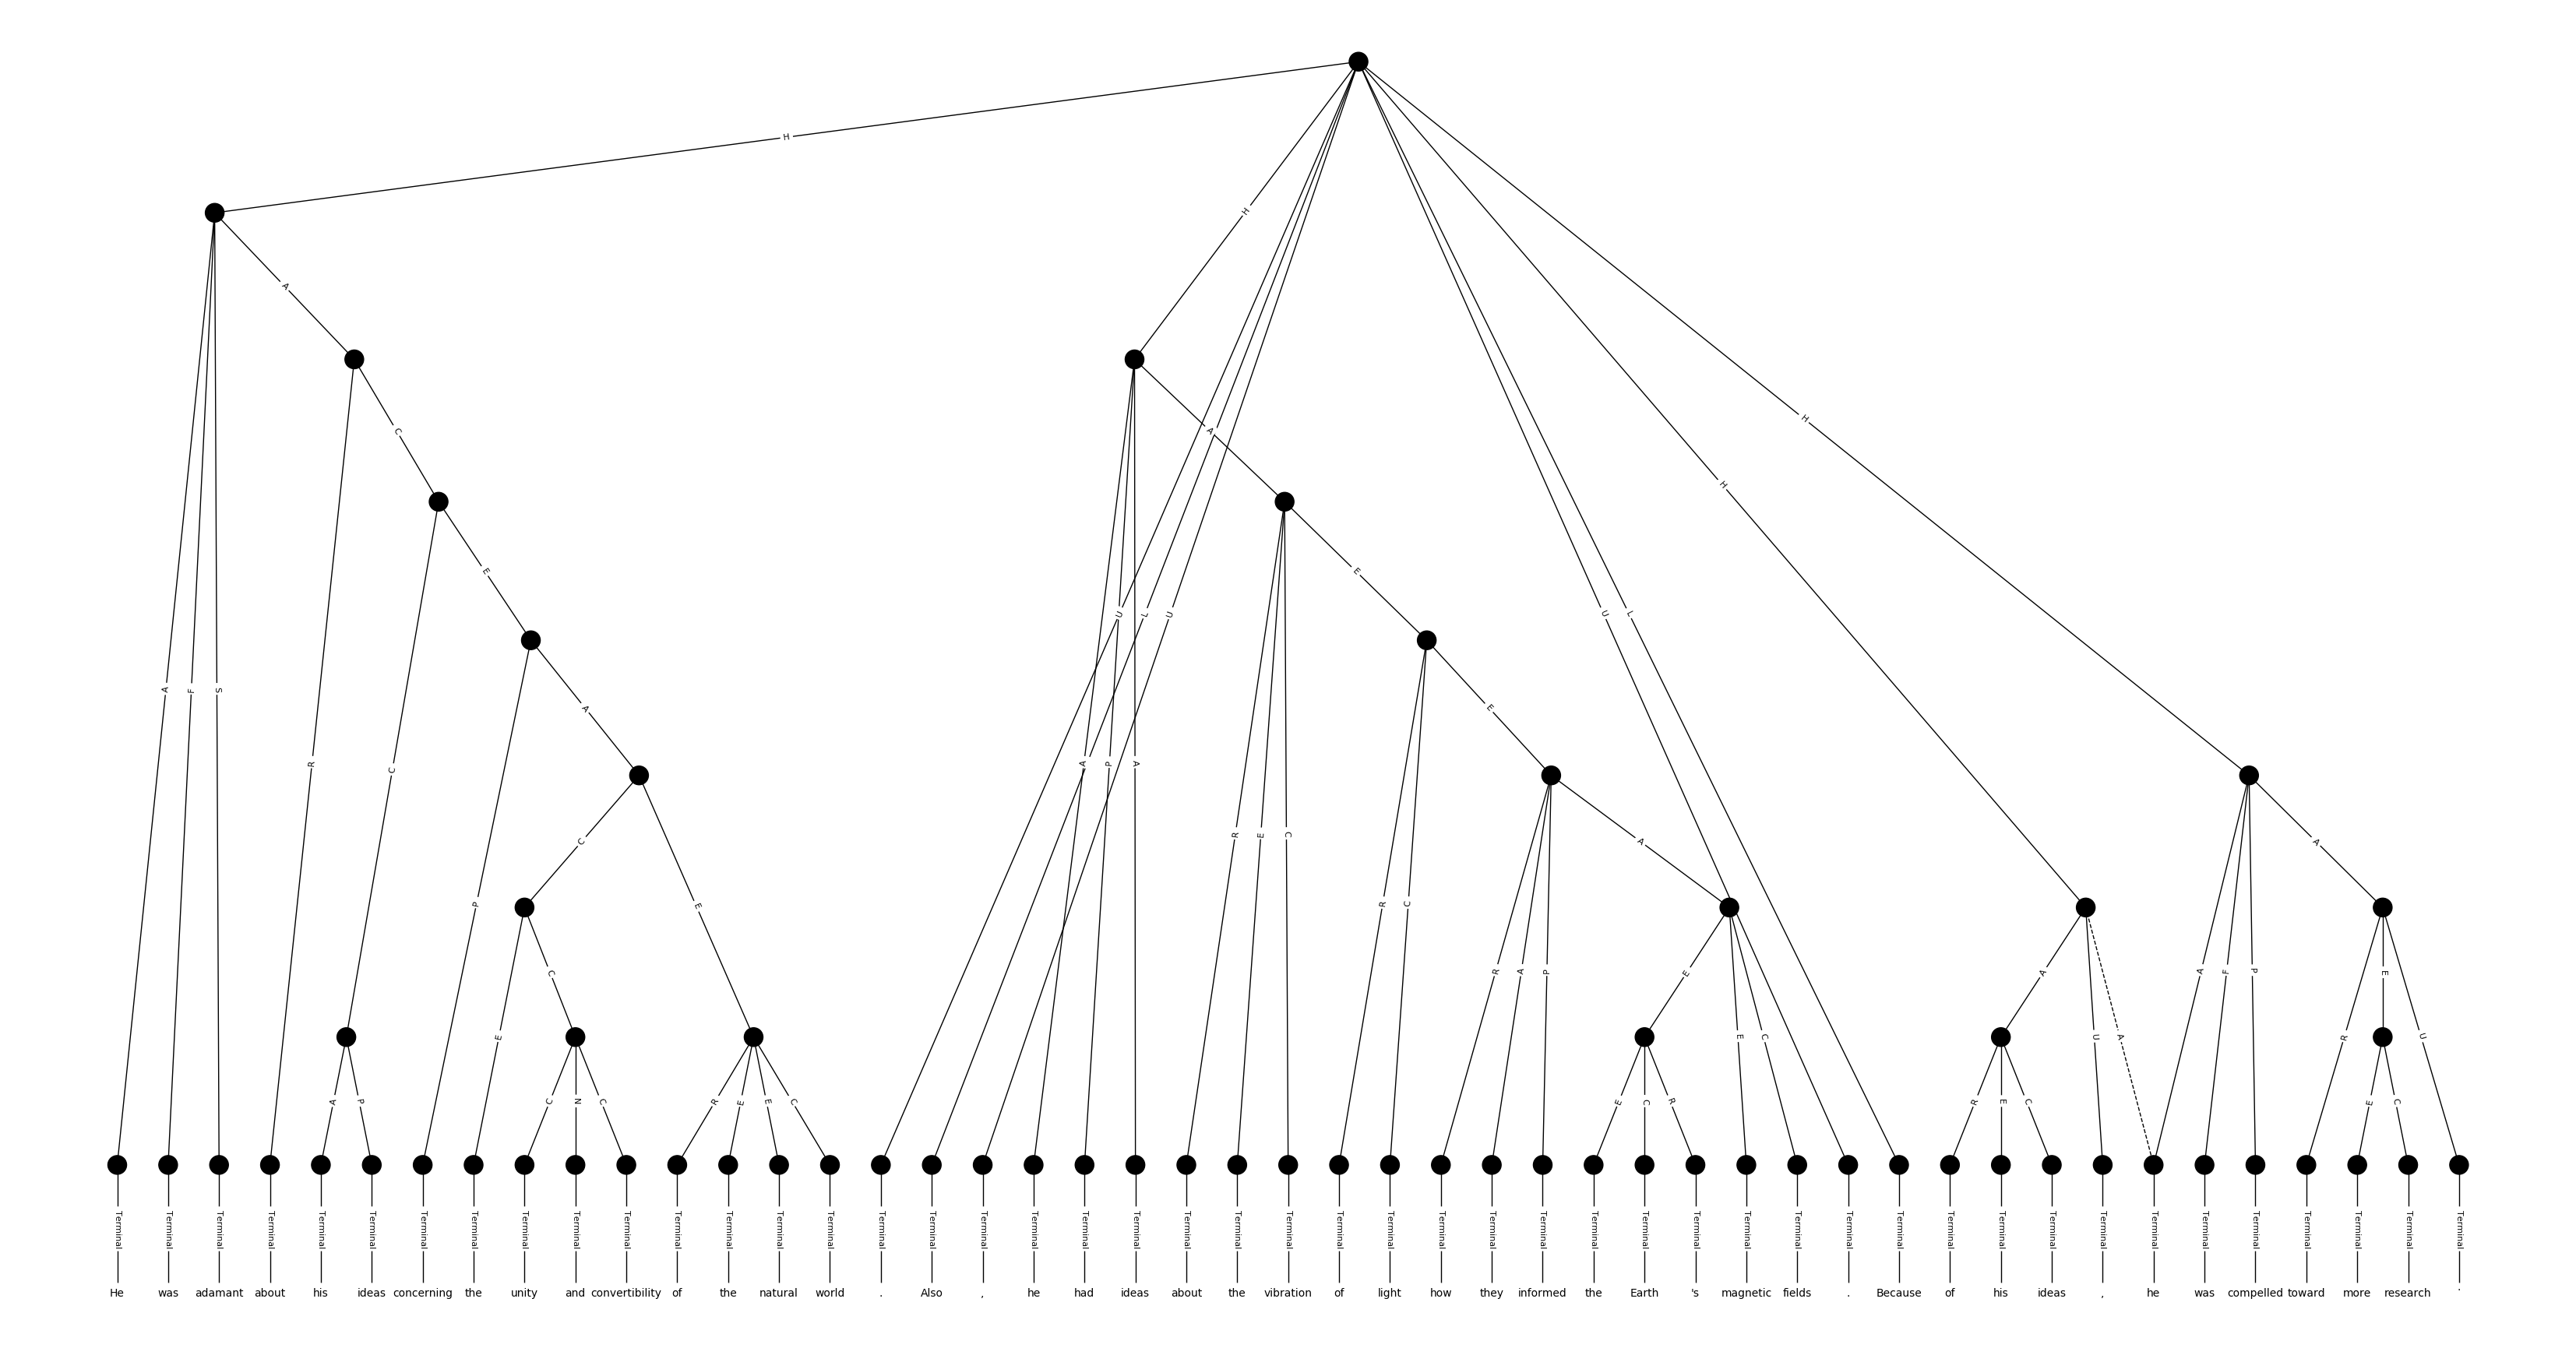 H
H
A
A
C
H
E
E
H
U L U U L
A F S
A
E
R C A P A
A
R E C
C A
P E R C
C R A P A F P E
E E C U A R U
A P C N C R E E C E C R R E C E C
Terminal Terminal Terminal Terminal Terminal Terminal Terminal Terminal Terminal Terminal Terminal Terminal Terminal Terminal Terminal Terminal Terminal Terminal Terminal Terminal Terminal Terminal Terminal Terminal Terminal Terminal Terminal Terminal Terminal Terminal Terminal Terminal Terminal Terminal Terminal Terminal Terminal Terminal Terminal Terminal Terminal Terminal Terminal Terminal Terminal Terminal Terminal
He was adamant about his ideas concerning the unity and convertibility of the natural world . Also , he had ideas about the vibration of light how they informed the Earth 's magnetic fields . Because of his ideas , he was compelled toward more research .